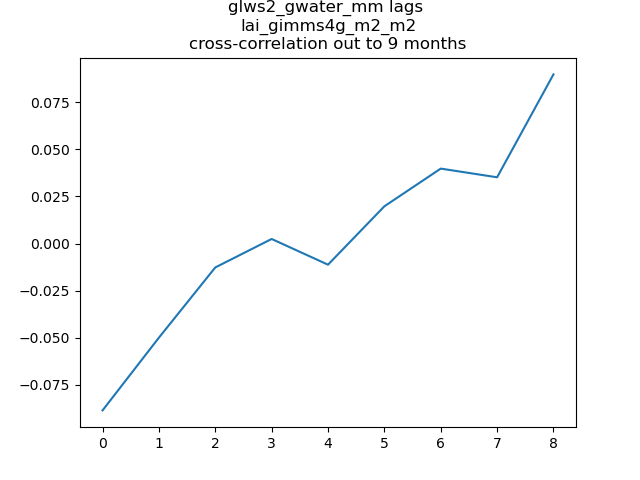 glws2_gwater_mm lags
lai_gimms4g_m2_m2
cross-correlation out to 9 months
0.075
0.050
0.025
0.000
−0.025
−0.050
−0.075
0 1 2 3 4 5 6 7 8